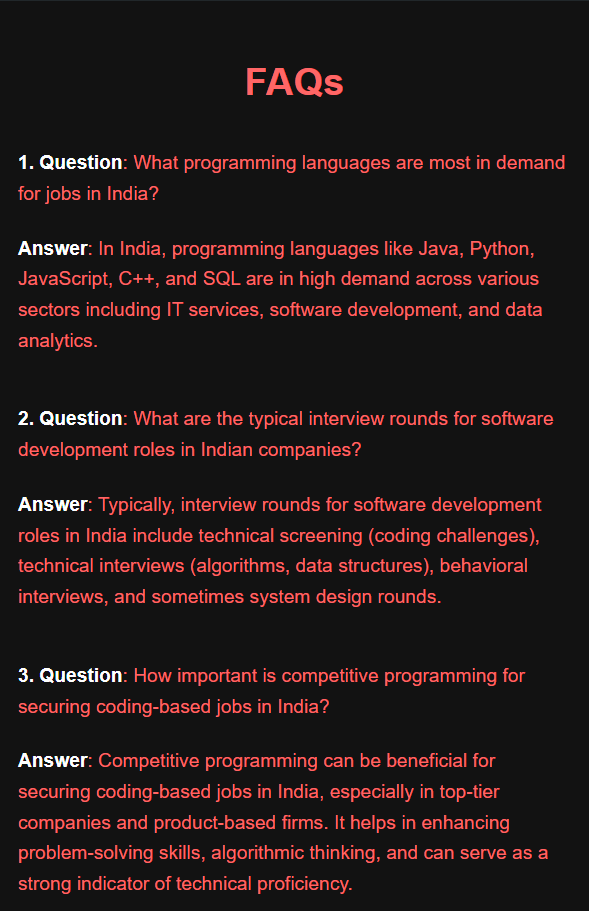 FAQs
1. Question: What programming languages are most in demand
for jobs in India?
Answer: In India, programming languages like Java, Python,
JavaScript, C++, and SQL are in high demand across various
sectors including IT services, software development, and data
analytics.
2. Question: What are the typical interview rounds for software
development roles in Indian companies?
Answer: Typically, interview rounds for software development
roles in India include technical screening (coding challenges),
technical interviews (algorithms, data structures), behavioral
interviews, and sometimes system design rounds.
3. Question: How important is competitive programming for
securing coding-based jobs in India?
Answer: Competitive programming can be beneficial for
securing coding-based jobs in India, especially in top-tier
companies and product-based firms. It helps in enhancing
problem-solving skills, algorithmic thinking, and can serve as a
strong indicator of technical proficiency.